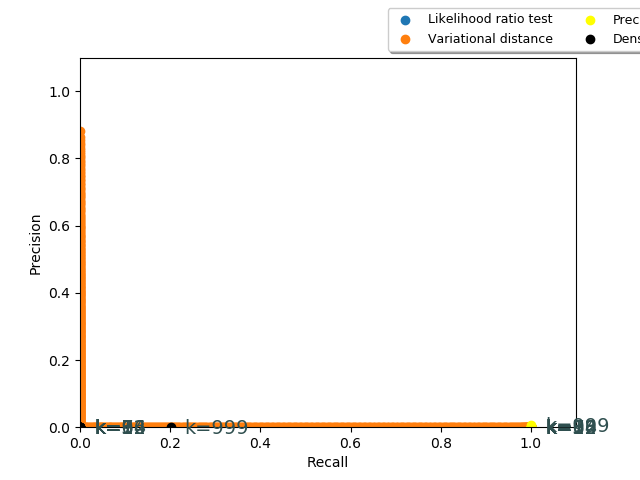 Likelihood ratio test
Variational distance
Prec
Dens
1.0
0.8
0.6
0.4
0.2
0.0
Precision
k=999
0.0
0.2
0.4
0.6
0.8
1.0
Recall